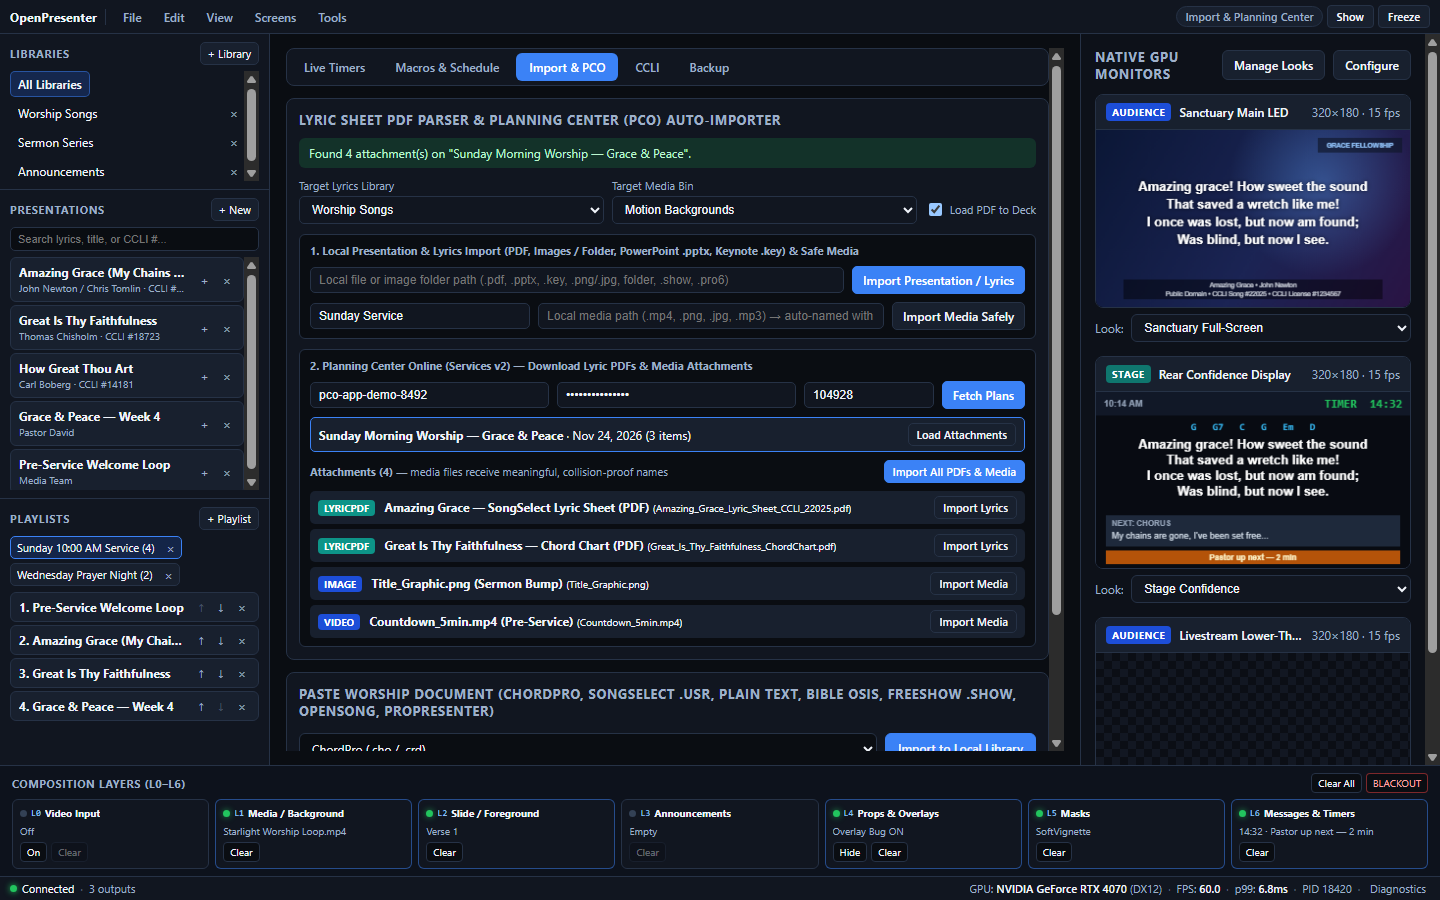 OpenPresenter
File
Edit
View
Screens
Tools
Import & Planning Center
Show
Freeze
LIBRARIES
+ Library
All Libraries
Worship Songs ×
Sermon Series ×
Announcements ×
PRESENTATIONS
+ New
Search lyrics, title, or CCLI #...
Amazing Grace (My Chains ...
John Newton / Chris Tomlin · CCLI #...
+ ×
Great Is Thy Faithfulness
Thomas Chisholm · CCLI #18723
+ ×
How Great Thou Art
Carl Boberg · CCLI #14181
+ ×
Grace & Peace — Week 4
Pastor David
+ ×
Pre-Service Welcome Loop
Media Team
+ ×
PLAYLISTS
+ Playlist
Sunday 10:00 AM Service (4) ×
Wednesday Prayer Night (2) ×
1. Pre-Service Welcome Loop ↑ ↓ ×
2. Amazing Grace (My Chai... ↑ ↓ ×
3. Great Is Thy Faithfulness ↑ ↓ ×
4. Grace & Peace — Week 4 ↑ ↓ ×
Live Timers
Macros & Schedule
Import & PCO
CCLI
Backup
LYRIC SHEET PDF PARSER & PLANNING CENTER (PCO) AUTO-IMPORTER
Found 4 attachment(s) on "Sunday Morning Worship — Grace & Peace".
Target Lyrics Library
Target Media Bin
Worship Songs
Motion Backgrounds
Load PDF to Deck
1. Local Presentation & Lyrics Import (PDF, Images / Folder, PowerPoint .pptx, Keynote .key) & Safe Media
Local file or image folder path (.pdf, .pptx, .key, .png/.jpg, folder, .show, .pro6)
Import Presentation / Lyrics
Sunday Service
Local media path (.mp4, .png, .jpg, .mp3) → auto-named with
Import Media Safely
2. Planning Center Online (Services v2) — Download Lyric PDFs & Media Attachments
pco-app-demo-8492
•••••••••••••••
104928
Fetch Plans
Sunday Morning Worship — Grace & Peace · Nov 24, 2026 (3 items)
Load Attachments
Attachments (4) — media files receive meaningful, collision-proof names
Import All PDFs & Media
LYRICPDF Amazing Grace — SongSelect Lyric Sheet (PDF) (Amazing_Grace_Lyric_Sheet_CCLI_22025.pdf)
Import Lyrics
LYRICPDF Great Is Thy Faithfulness — Chord Chart (PDF) (Great_Is_Thy_Faithfulness_ChordChart.pdf)
Import Lyrics
IMAGE Title_Graphic.png (Sermon Bump) (Title_Graphic.png)
Import Media
VIDEO Countdown_5min.mp4 (Pre-Service) (Countdown_5min.mp4)
Import Media
PASTE WORSHIP DOCUMENT (CHORDPRO, SONGSELECT .USR, PLAIN TEXT, BIBLE OSIS, FREESHOW .SHOW,
OPENSONG, PROPRESENTER)
ChordPro (.cho / .crd)
Import to Local Library
NATIVE GPU
MONITORS
Manage Looks
Configure
AUDIENCE Sanctuary Main LED 320×180 · 15 fps
GRACE FELLOWSHIP
Amazing grace! How sweet the sound
That saved a wretch like me!
I once was lost, but now am found;
Was blind, but now I see.
Amazing Grace • John Newton
Public Domain • CCLI Song #22025 • CCLI License #1234567
Look: Sanctuary Full-Screen
STAGE Rear Confidence Display 320×180 · 15 fps
10:14 AM TIMER 14:32
G G7 C G Em D
Amazing grace! How sweet the sound
That saved a wretch like me!
I once was lost, but now am found;
Was blind, but now I see.
NEXT: CHORUS
My chains are gone, I've been set free...
Pastor up next — 2 min
Look: Stage Confidence
AUDIENCE Livestream Lower-Th... 320×180 · 15 fps
COMPOSITION LAYERS (L0–L6)
Clear All
BLACKOUT
L0 Video Input
Off
On Clear
L1 Media / Background
Starlight Worship Loop.mp4
Clear
L2 Slide / Foreground
Verse 1
Clear
L3 Announcements
Empty
Clear
L4 Props & Overlays
Overlay Bug ON
Hide Clear
L5 Masks
SoftVignette
Clear
L6 Messages & Timers
14:32 · Pastor up next — 2 min
Clear
Connected · 3 outputs
GPU: NVIDIA GeForce RTX 4070 (DX12) · FPS: 60.0 · p99: 6.8ms · PID 18420 · Diagnostics